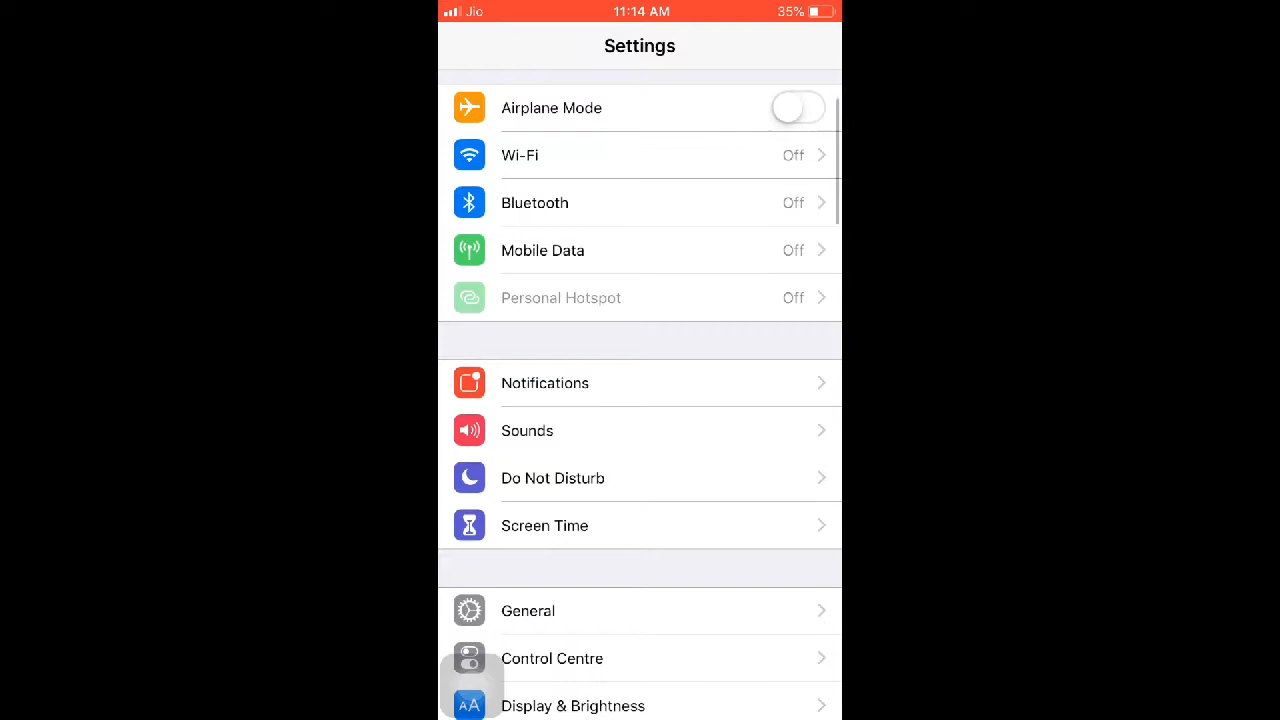 Jio 11:14 AM 35%
Settings
Airplane Mode
Wi-Fi Off
Bluetooth Off
Mobile Data Off
Personal Hotspot Off
Notifications
Sounds
Do Not Disturb
Screen Time
General
Control Centre
AA Display & Brightness